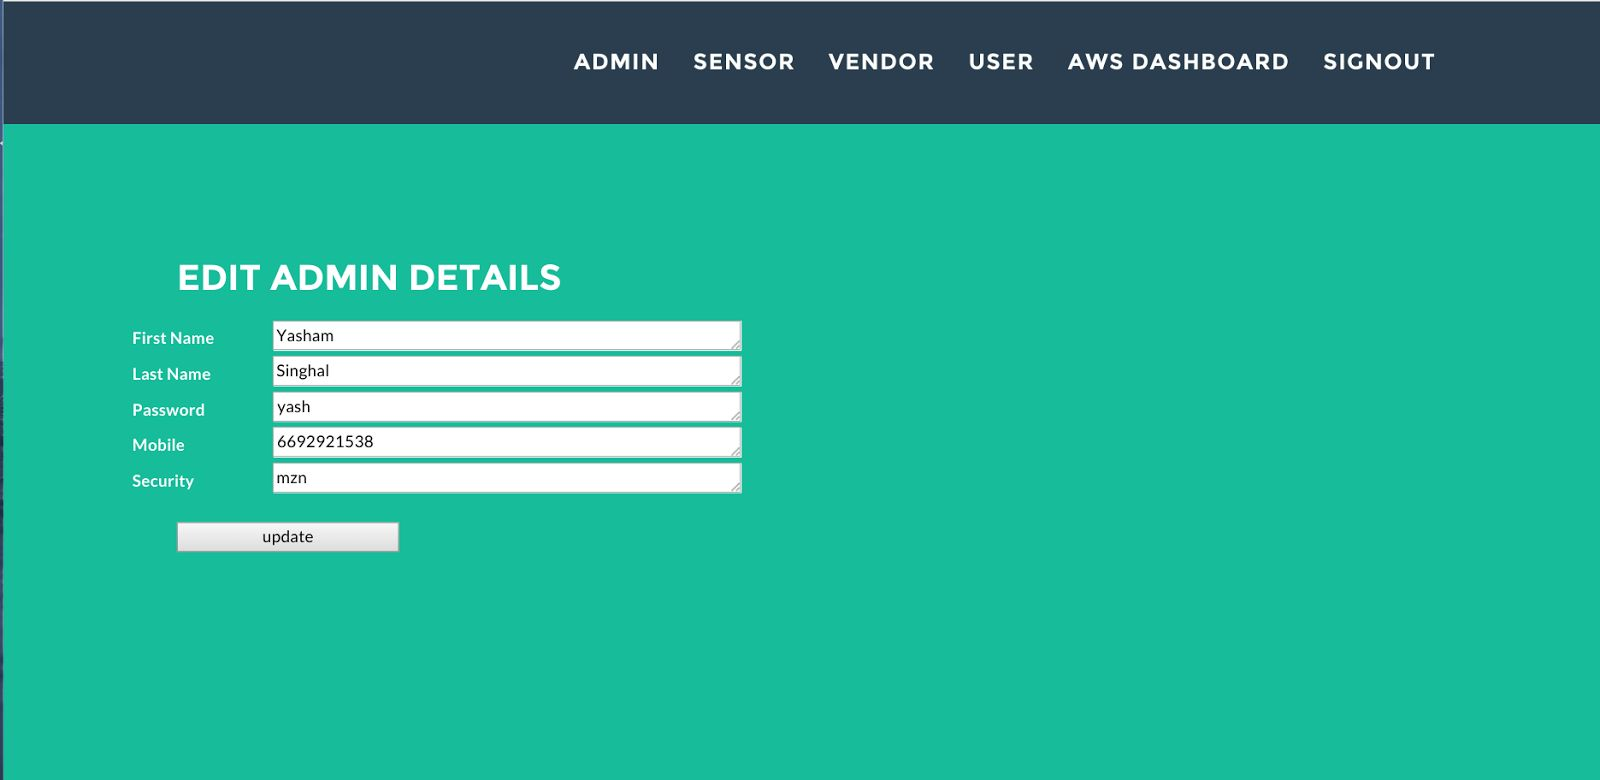 ADMIN SENSOR VENDOR USER AWS DASHBOARD SIGNOUT
EDIT ADMIN DETAILS
First Name Yasham
Last Name Singhal
Password yash
Mobile 6692921538
Security mzn
update